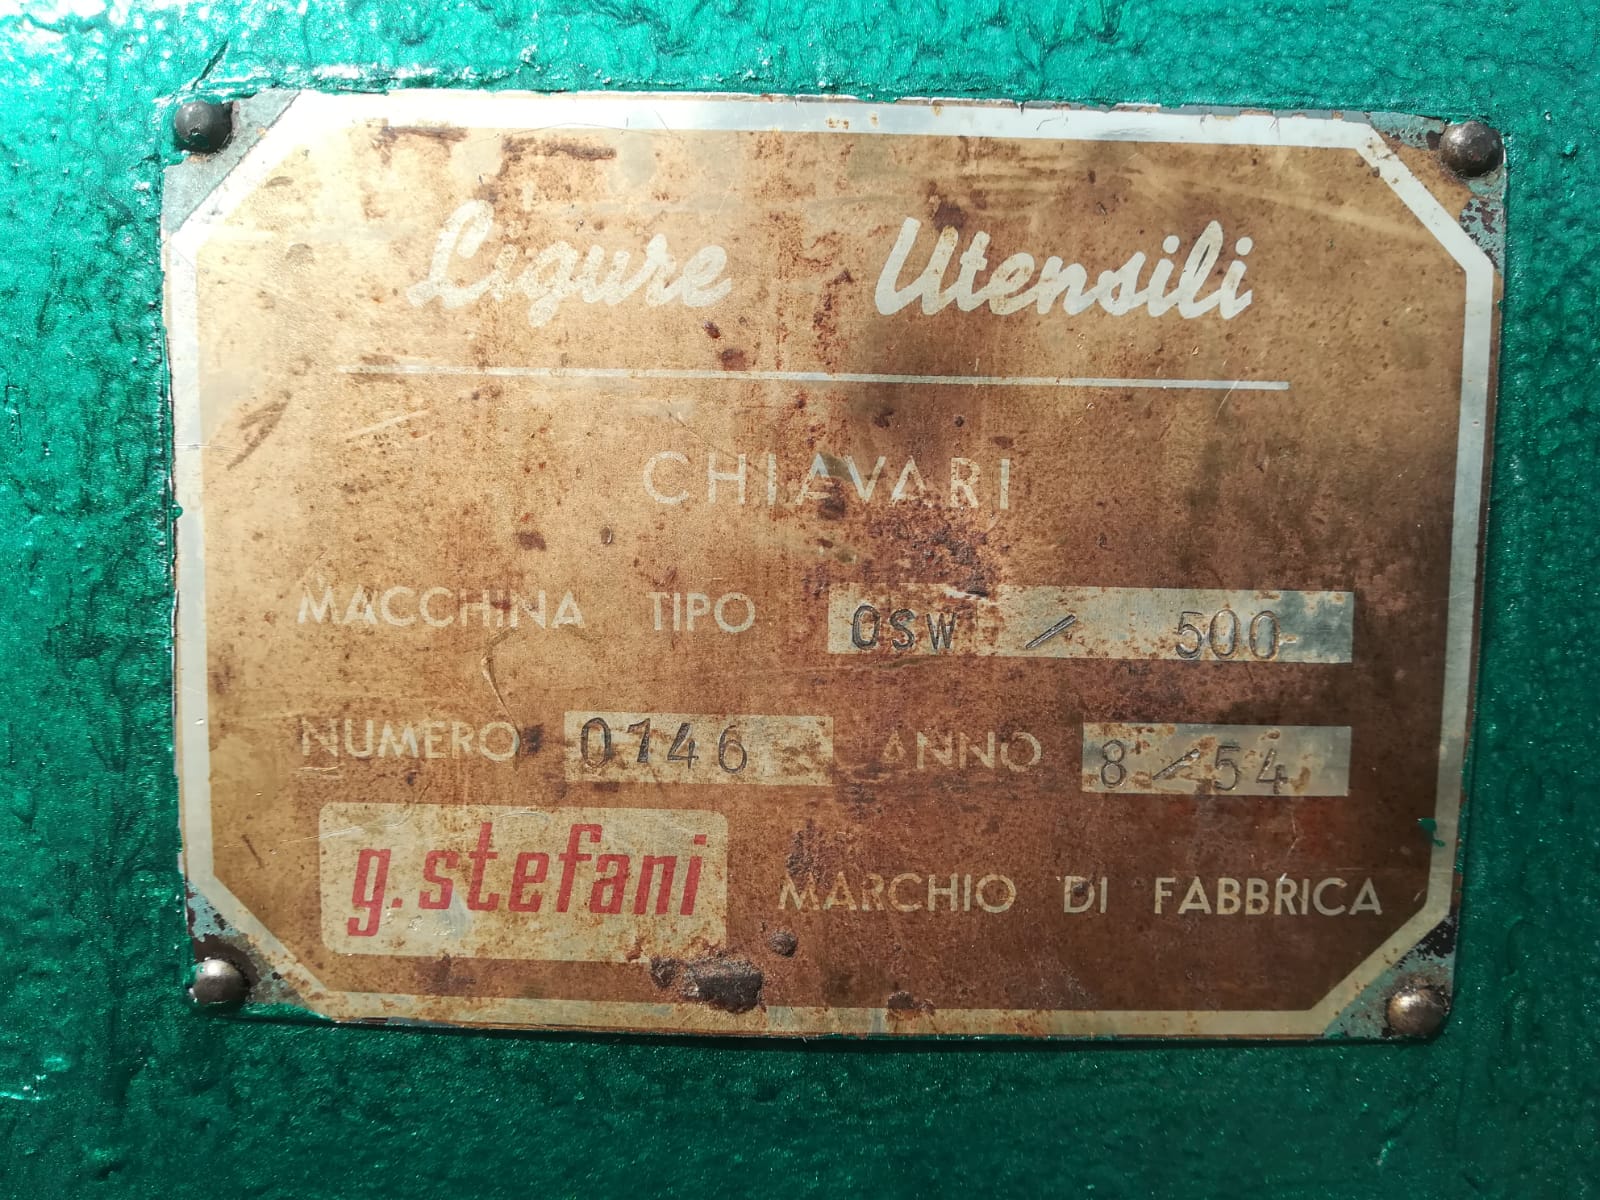 Ligure Utensili
CHIAVARI
MACCHINA TIPO OSW / 500
NUMERO 0146 ANNO 8/54
g.stefani MARCHIO DI FABBRICA